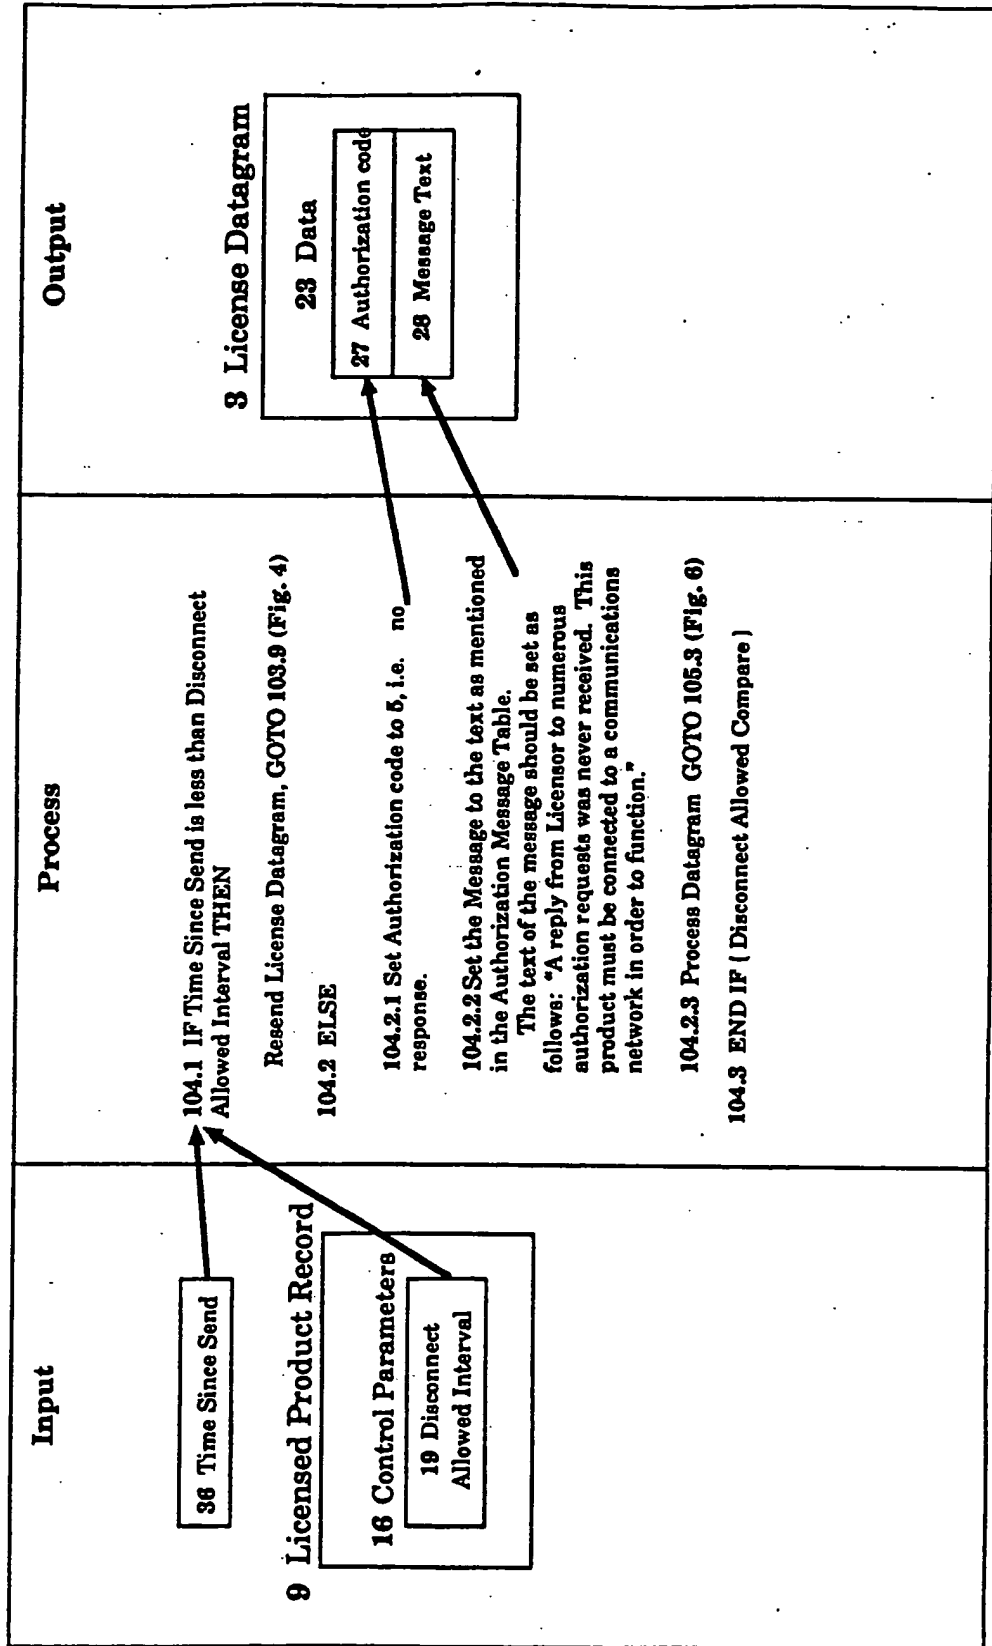 Input
36 Time Since Send
9 Licensed Product Record
16 Control Parameters
19 Disconnect
Allowed Interval
Process
104.1 IF Time Since Send is less than Disconnect
Allowed Interval THEN
Resend License Datagram, GOTO 103.9 (Fig. 4)
104.2 ELSE
104.2.1 Set Authorization code to 5, i.e. no
response.
104.2.2 Set the Message to the text as mentioned
in the Authorization Message Table.
The text of the message should be set as
follows: "A reply from Licensor to numerous
authorization requests was never received. This
product must be connected to a communications
network in order to function."
104.2.3 Process Datagram GOTO 105.3 (Fig. 6)
104.3 END IF ( Disconnect Allowed Compare )
Output
3 License Datagram
23 Data
27 Authorization code
28 Message Text